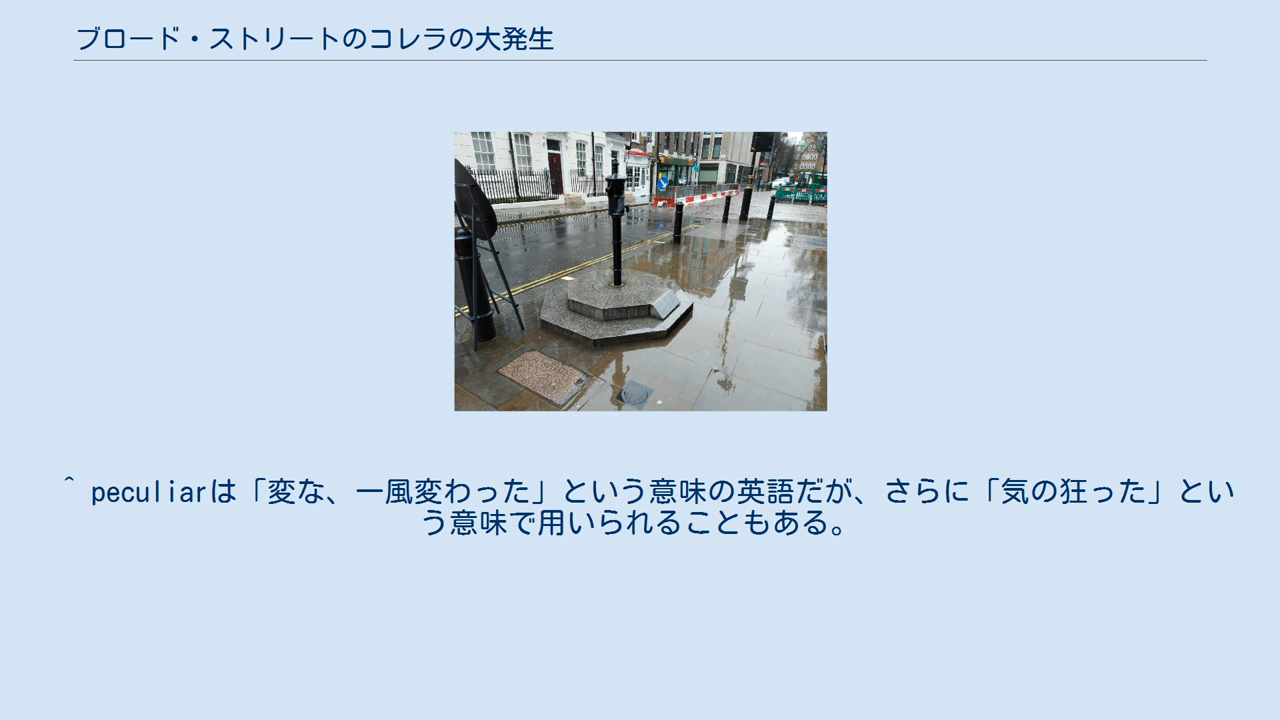 ブロード・ストリートのコレラの大発生
^ peculiarは「変な、一風変わった」という意味の英語だが、さらに「気の狂った」とい
う意味で用いられることもある。